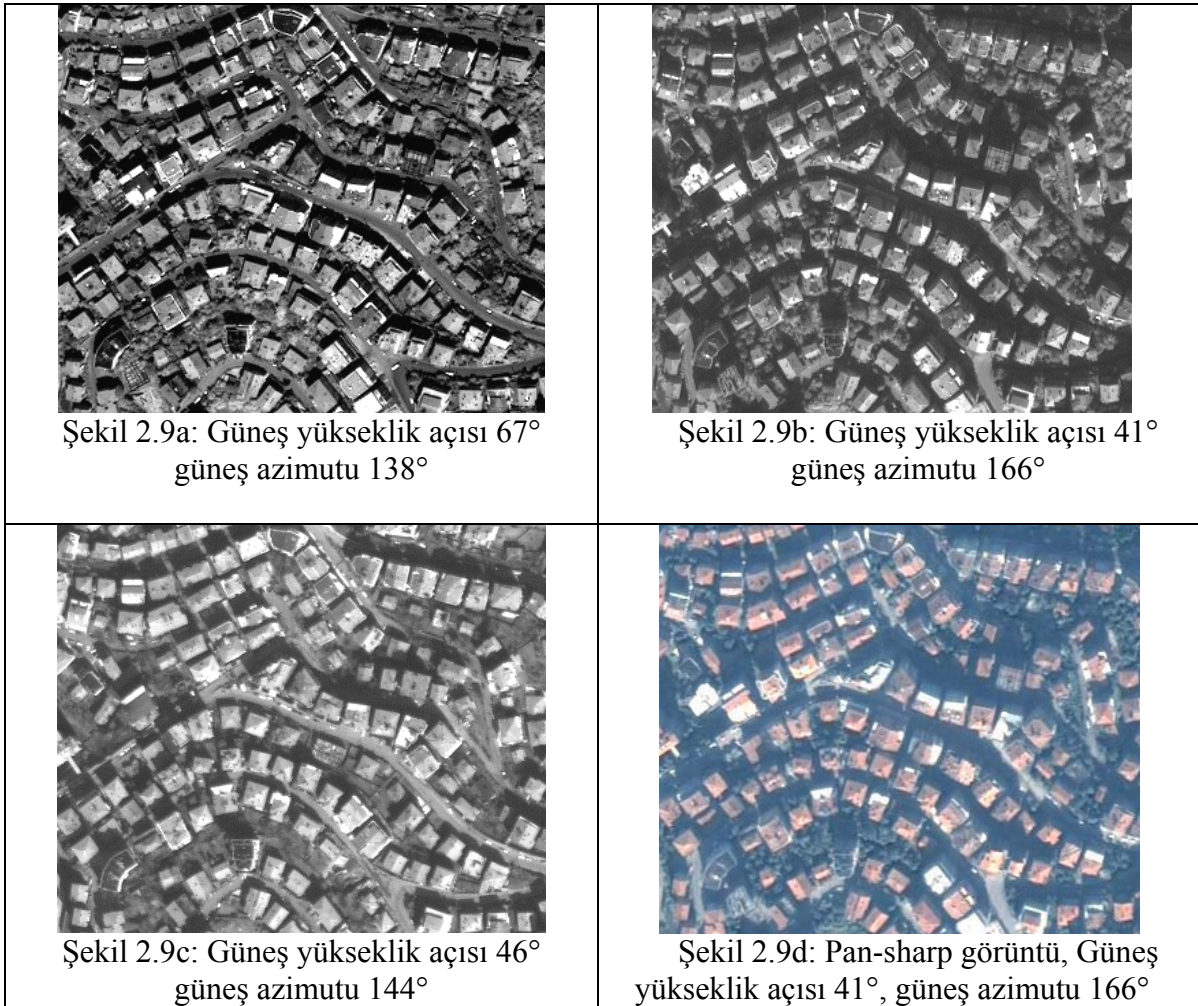 Şekil 2.9a: Güneş yükseklik açısı 67°
güneş azimutu 138°
Şekil 2.9b: Güneş yükseklik açısı 41°
güneş azimutu 166°
Şekil 2.9c: Güneş yükseklik açısı 46°
güneş azimutu 144°
Şekil 2.9d: Pan-sharp görüntü, Güneş
yükseklik açısı 41°, güneş azimutu 166°